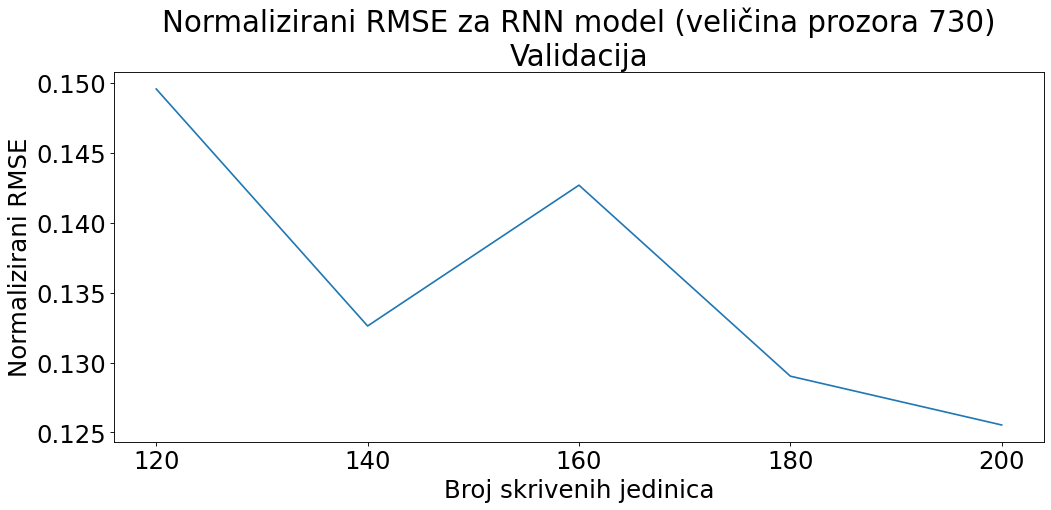 Normalizirani RMSE za RNN model (veličina prozora 730)
Validacija
0.150
0.145
0.140
0.135
0.130
0.125
Normalizirani RMSE
120 140 160 180 200
Broj skrivenih jedinica